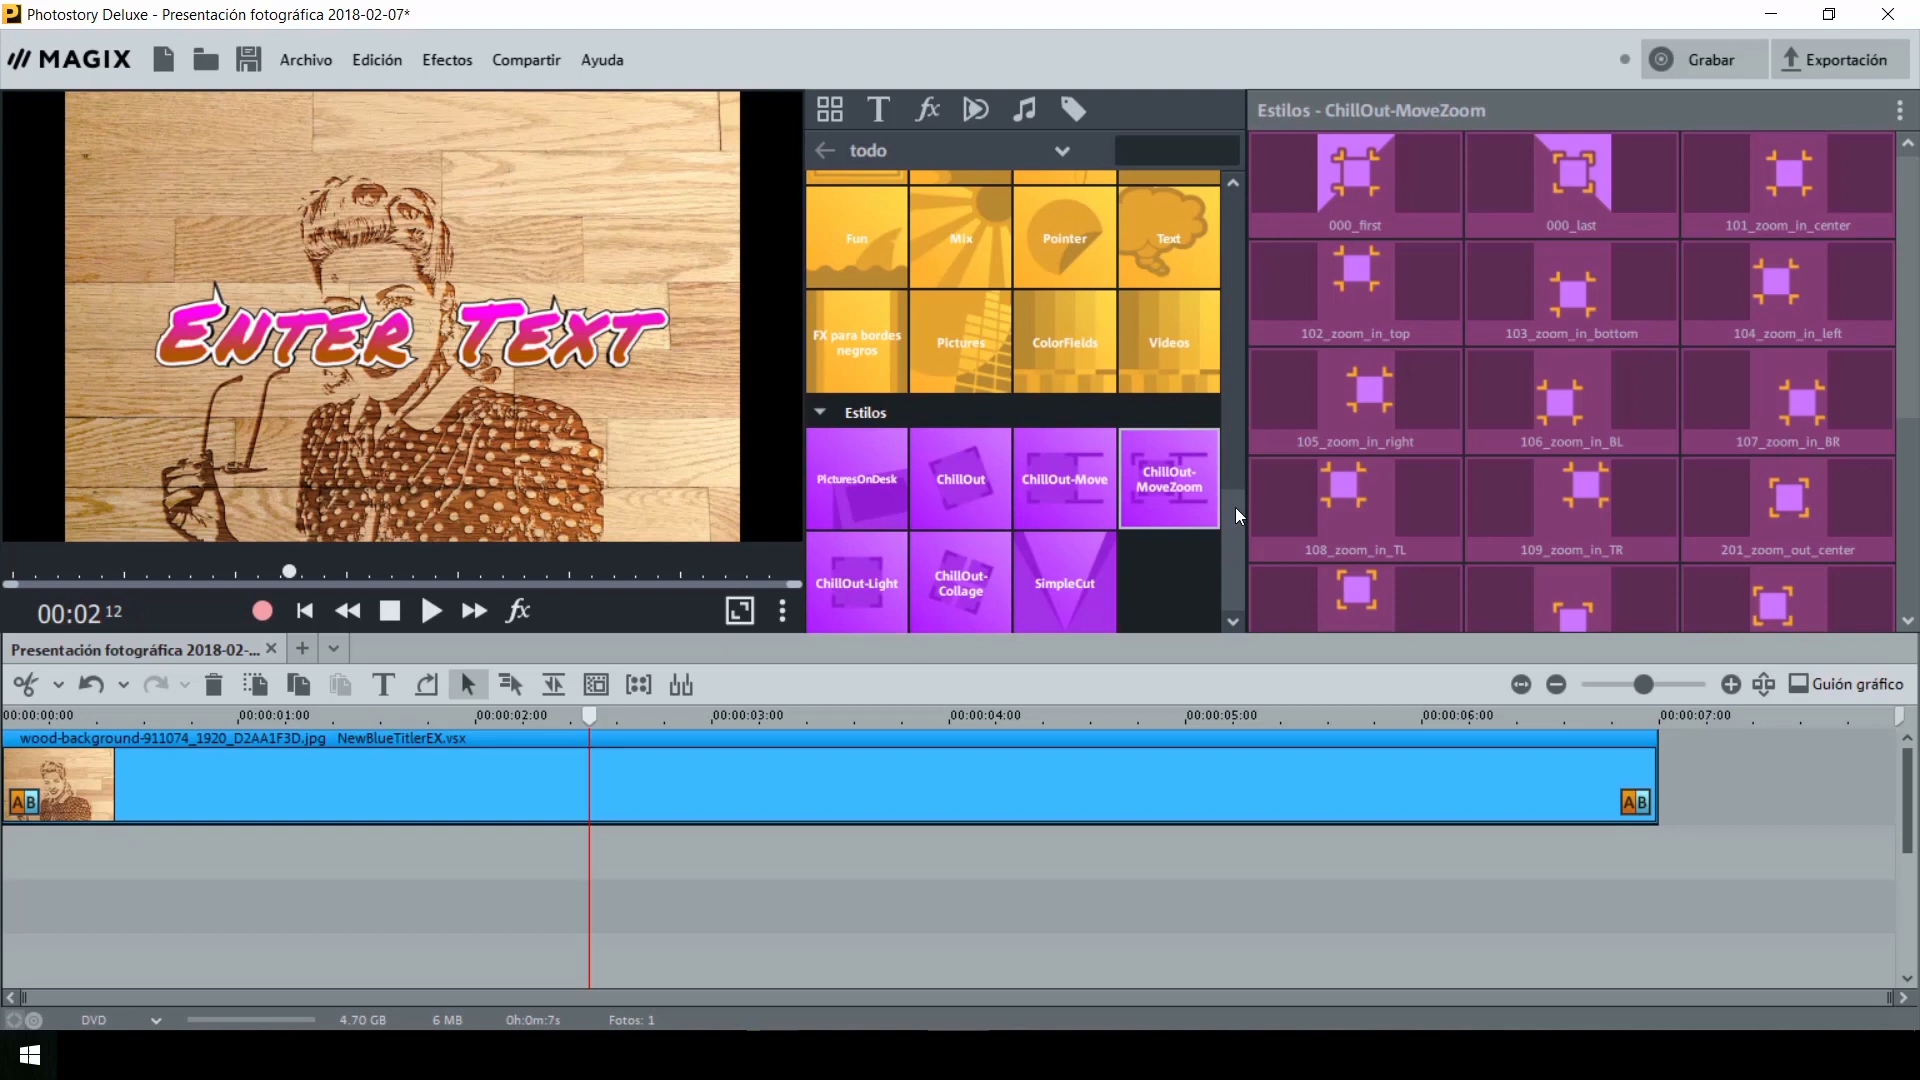 Photostory Deluxe - Presentación fotográfica 2018-02-07*
MAGIX
Archivo
Edición
Efectos
Compartir
Ayuda
Grabar
Exportación
ENTER TEXT
00:02 12
todo
Fun
Mix
Pointer
Text
FX para bordes
negros
Pictures
ColorFields
Videos
Estilos
PicturesOnDesk
ChillOut
ChillOut-Move
ChillOut-
MoveZoom
ChillOut-Light
ChillOut-
Collage
SimpleCut
Estilos - ChillOut-MoveZoom
000_first
000_last
101_zoom_in_center
102_zoom_in_top
103_zoom_in_bottom
104_zoom_in_left
105_zoom_in_right
106_zoom_in_BL
107_zoom_in_BR
108_zoom_in_TL
109_zoom_in_TR
201_zoom_out_center
Presentación fotográfica 2018-02-...
Guión gráfico
00:00:00:00
00:00:01:00
00:00:02:00
00:00:03:00
00:00:04:00
00:00:05:00
00:00:06:00
00:00:07:00
wood-background-911074_1920_D2AA1F3D.jpg NewBlueTitlerEX.vsx
AB
AB
DVD
4.70 GB
6 MB
0h:0m:7s
Fotos: 1